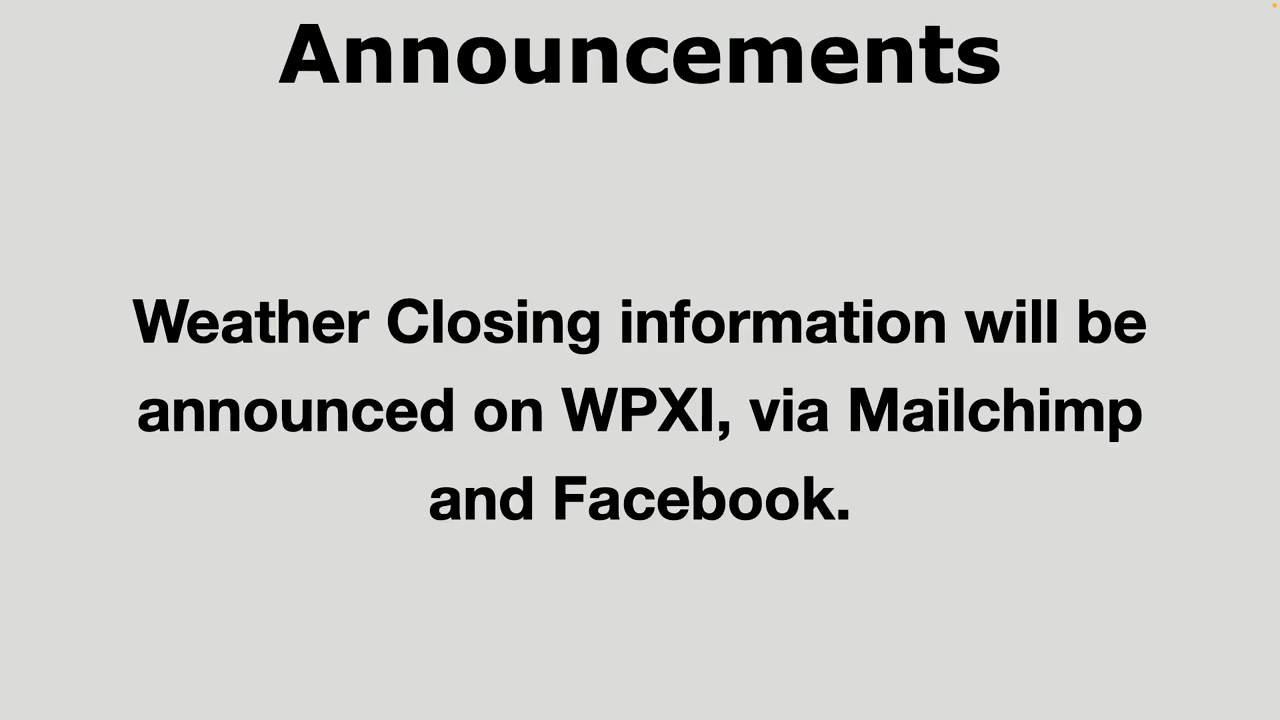 Announcements
Weather Closing information will be
announced on WPXI, via Mailchimp
and Facebook.